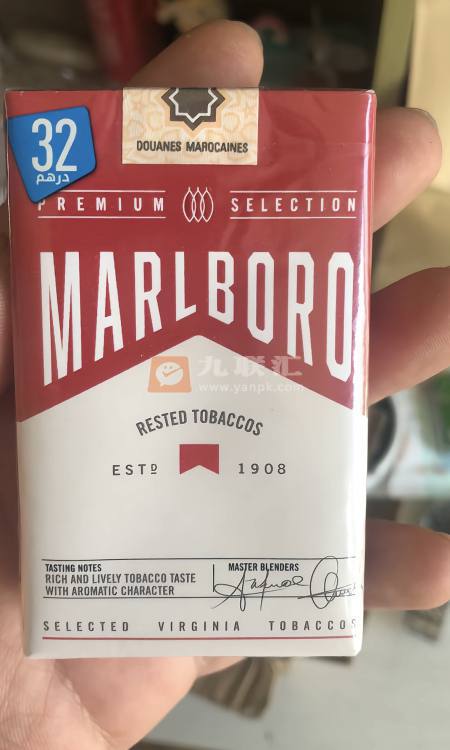 32
درهم
DOUANES MAROCAINES
PREMIUM SELECTION
MARLBORO
九联汇
www.yanpk.com
RESTED TOBACCOS
ESTD 1908
TASTING NOTES
RICH AND LIVELY TOBACCO TASTE
WITH AROMATIC CHARACTER
MASTER BLENDERS
SELECTED VIRGINIA TOBACCOS